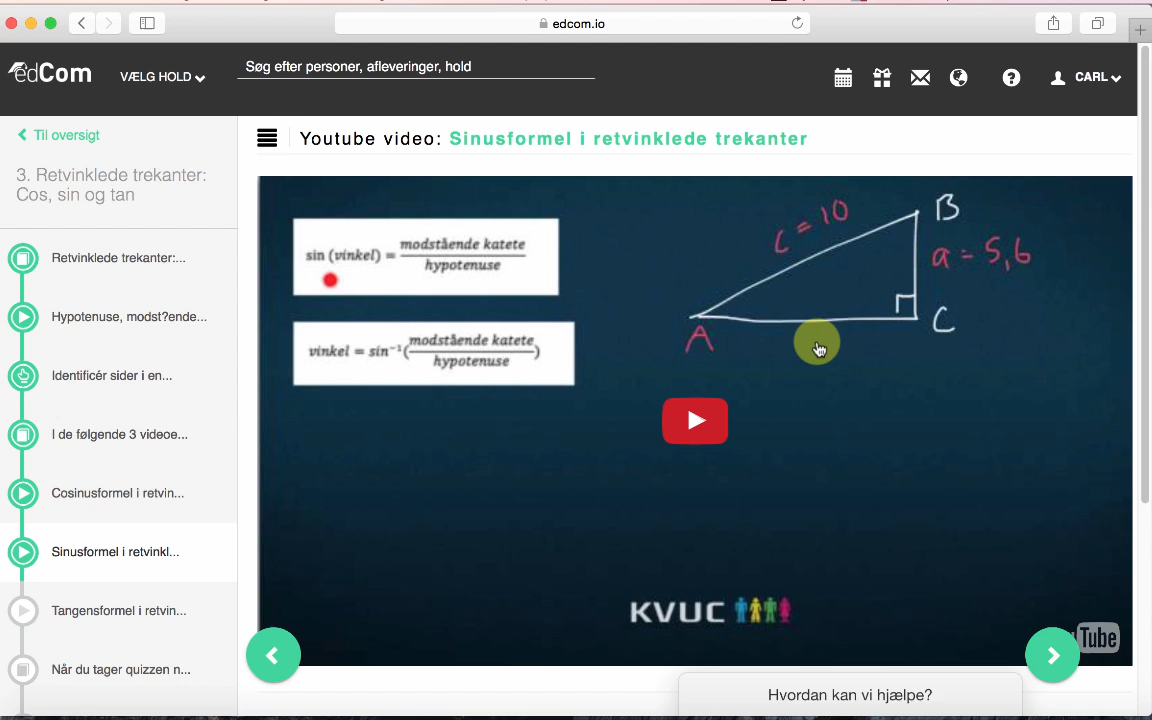 edcom.io
edCom
VÆLG HOLD
Søg efter personer, afleveringer, hold
CARL
Til oversigt
3. Retvinklede trekanter:
Cos, sin og tan
Retvinklede trekanter:...
Hypotenuse, modst?ende...
Identificér sider i en...
I de følgende 3 videoe...
Cosinusformel i retvin...
Sinusformel i retvinkl...
Tangensformel i retvin...
Når du tager quizzen n...
Youtube video: Sinusformel i retvinklede trekanter
sin (vinkel) = modstående katete / hypotenuse
vinkel = sin⁻¹(modstående katete / hypotenuse)
c = 10
B
a = 5,6
A
C
KVUC
Tube
Hvordan kan vi hjælpe?